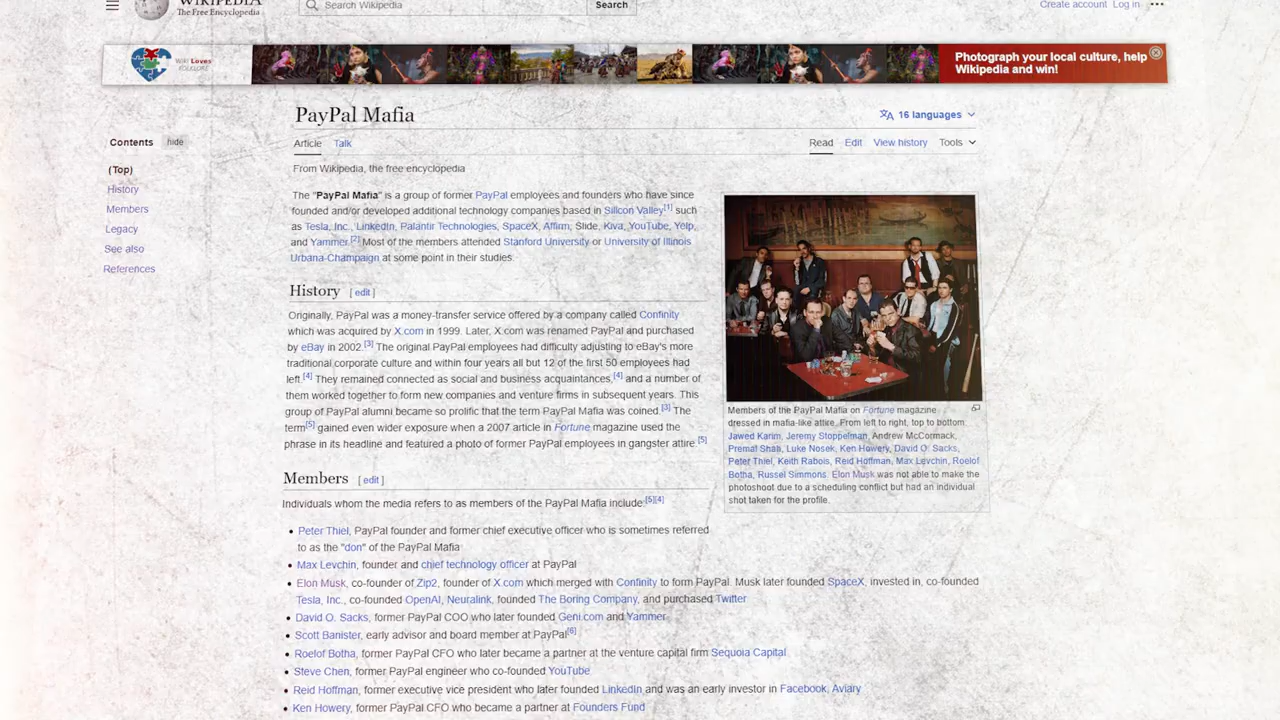 WIKIPEDIA
The Free Encyclopedia
Search Wikipedia
Search
Create account Log in
WIKI Loves
FOLKLORE
Photograph your local culture, help
Wikipedia and win!
PayPal Mafia
16 languages
Contents hide
Article Talk
Read Edit View history Tools
(Top)
History
Members
Legacy
See also
References
From Wikipedia, the free encyclopedia
The "PayPal Mafia" is a group of former PayPal employees and founders who have since
founded and/or developed additional technology companies based in Silicon Valley[1] such
as Tesla, Inc., LinkedIn, Palantir Technologies, SpaceX, Affirm, Slide, Kiva, YouTube, Yelp,
and Yammer.[2] Most of the members attended Stanford University or University of Illinois
Urbana-Champaign at some point in their studies.
History [ edit ]
Originally, PayPal was a money-transfer service offered by a company called Confinity
which was acquired by X.com in 1999. Later, X.com was renamed PayPal and purchased
by eBay in 2002.[3] The original PayPal employees had difficulty adjusting to eBay's more
traditional corporate culture and within four years all but 12 of the first 50 employees had
left.[4] They remained connected as social and business acquaintances,[4] and a number of
them worked together to form new companies and venture firms in subsequent years. This
group of PayPal alumni became so prolific that the term PayPal Mafia was coined.[3] The
term[5] gained even wider exposure when a 2007 article in Fortune magazine used the
phrase in its headline and featured a photo of former PayPal employees in gangster attire.[5]
Members of the PayPal Mafia on Fortune magazine
dressed in mafia-like attire. From left to right, top to bottom:
Jawed Karim, Jeremy Stoppelman, Andrew McCormack,
Premal Shah, Luke Nosek, Ken Howery, David O. Sacks,
Peter Thiel, Keith Rabois, Reid Hoffman, Max Levchin, Roelof
Botha, Russel Simmons. Elon Musk was not able to make the
photoshoot due to a scheduling conflict but had an individual
shot taken for the profile.
Members [ edit ]
Individuals whom the media refers to as members of the PayPal Mafia include:[5][4]
• Peter Thiel, PayPal founder and former chief executive officer who is sometimes referred
to as the "don" of the PayPal Mafia
• Max Levchin, founder and chief technology officer at PayPal
• Elon Musk, co-founder of Zip2, founder of X.com which merged with Confinity to form PayPal. Musk later founded SpaceX, invested in, co-founded
Tesla, Inc., co-founded OpenAI, Neuralink, founded The Boring Company, and purchased Twitter
• David O. Sacks, former PayPal COO who later founded Geni.com and Yammer
• Scott Banister, early advisor and board member at PayPal[6]
• Roelof Botha, former PayPal CFO who later became a partner at the venture capital firm Sequoia Capital
• Steve Chen, former PayPal engineer who co-founded YouTube
• Reid Hoffman, former executive vice president who later founded LinkedIn and was an early investor in Facebook, Aviary
• Ken Howery, former PayPal CFO who became a partner at Founders Fund